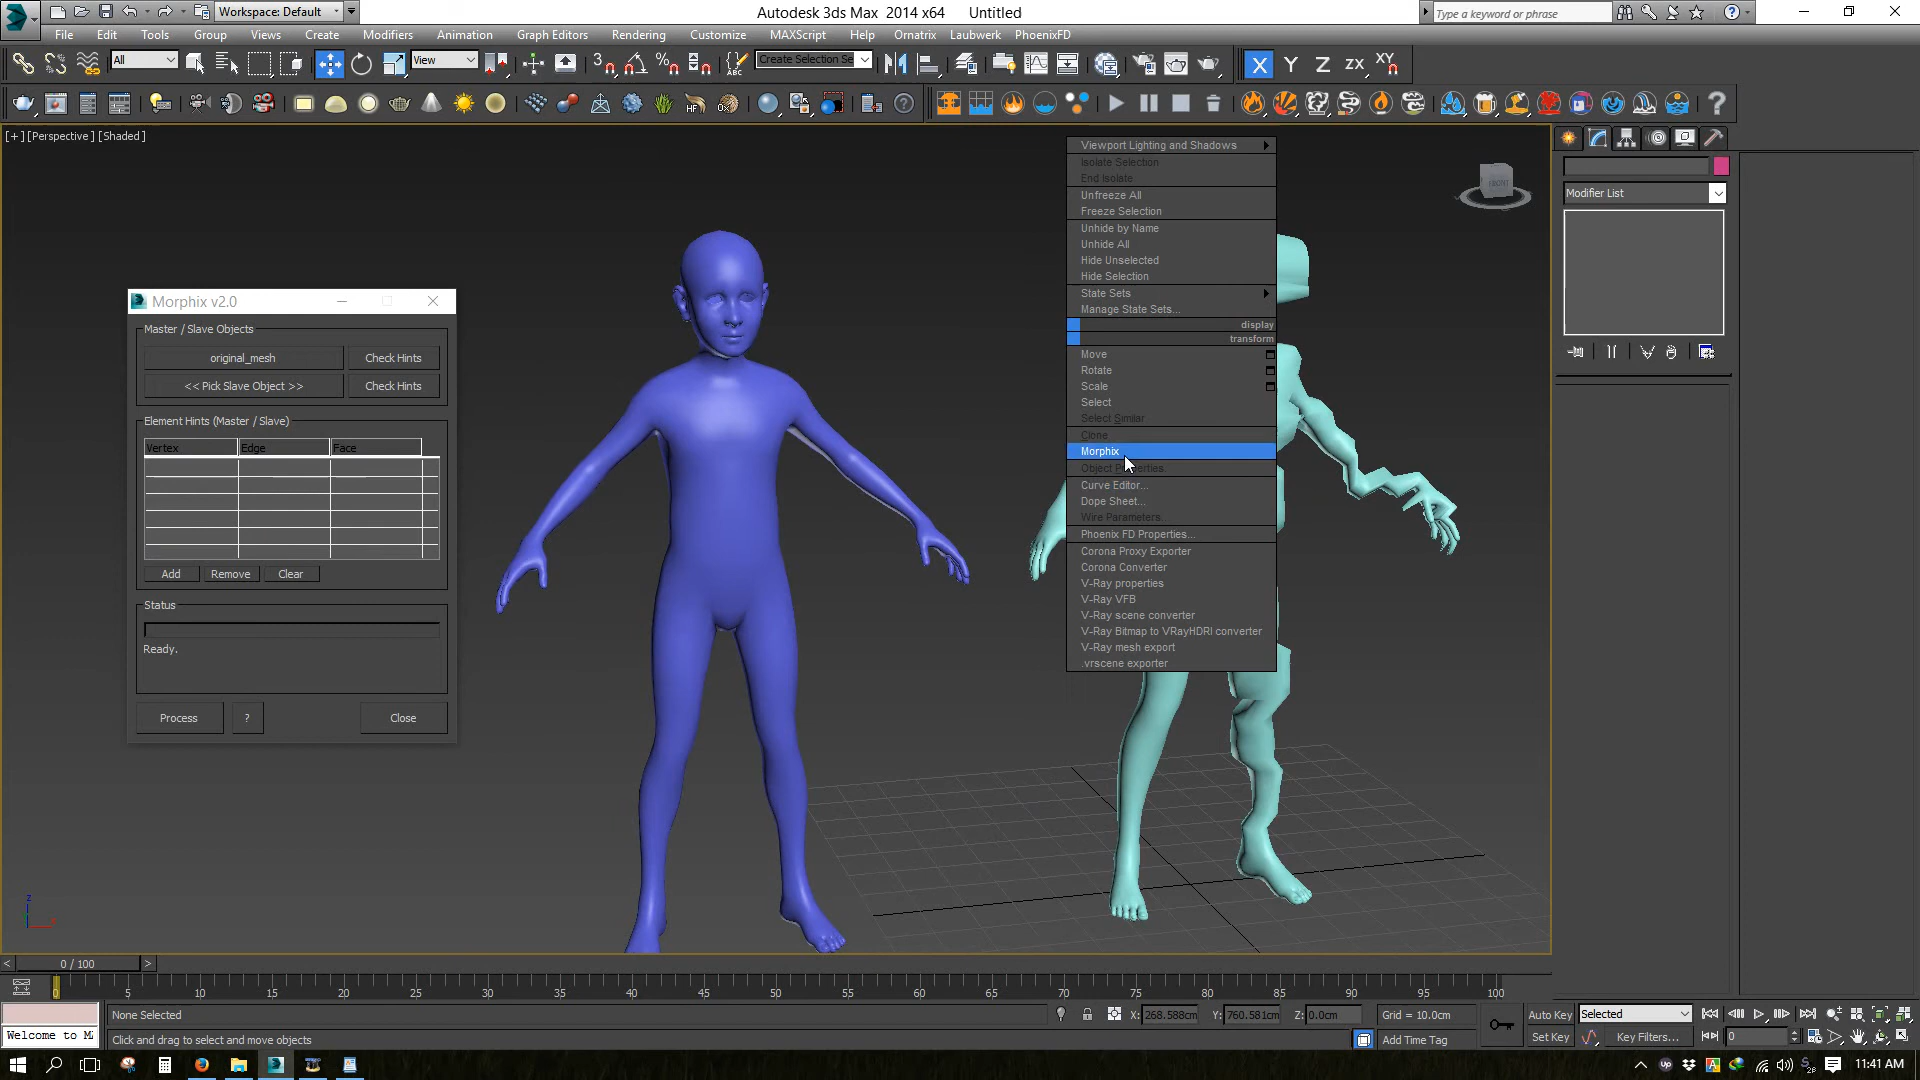 Workspace: Default
Autodesk 3ds Max 2014 x64 Untitled
Type a keyword or phrase
File Edit Tools Group Views Create Modifiers Animation Graph Editors Rendering Customize MAXScript Help Ornatrix Laubwerk PhoenixFD
All
View
3
Create Selection Se
X Y Z ZX XY
HF
[+] [Perspective] [Shaded]
FRONT
Modifier List
Viewport Lighting and Shadows
Isolate Selection
End Isolate
Unfreeze All
Freeze Selection
Unhide by Name
Unhide All
Hide Unselected
Hide Selection
State Sets
Manage State Sets...
display
transform
Move
Rotate
Scale
Select
Select Similar
Clone
Morphix
Object Properties.
Curve Editor...
Dope Sheet...
Wire Parameters...
Phoenix FD Properties...
Corona Proxy Exporter
Corona Converter
V-Ray properties
V-Ray VFB
V-Ray scene converter
V-Ray Bitmap to VRayHDRI converter
V-Ray mesh export
.vrscene exporter
Morphix v2.0
Master / Slave Objects
original_mesh Check Hints
<< Pick Slave Object >> Check Hints
Element Hints (Master / Slave)
Vertex Edge Face
Add Remove Clear
Status
Ready.
Process ? Close
z
x
< 0 / 100 >
0 5 10 15 20 25 30 35 40 45 50 55 60 65 70 75 80 85 90 95 100
None Selected X: 268.588cm Y: 760.581cm Z: 0.0cm Grid = 10.0cm Auto Key Selected
Welcome to M
Click and drag to select and move objects Add Time Tag Set Key Key Filters... 0
11:41 AM